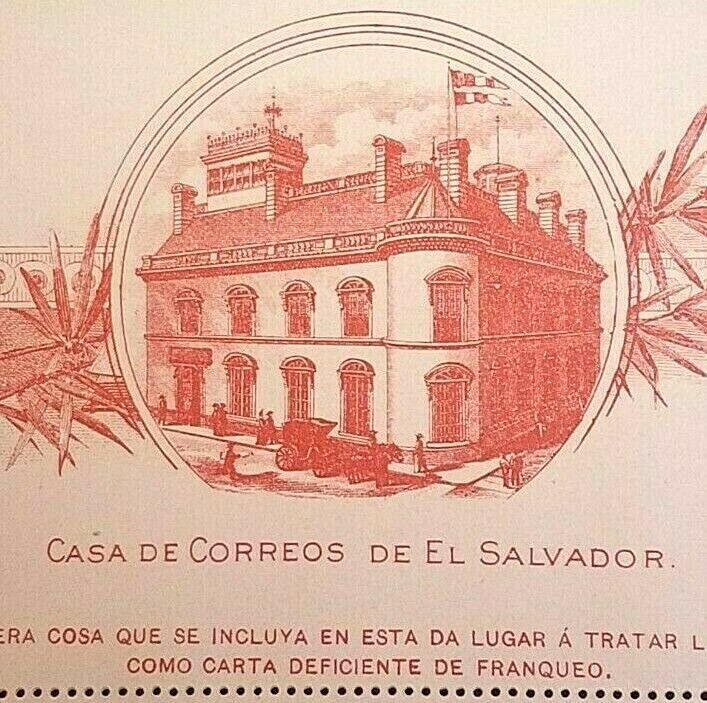 CASA DE CORREOS DE EL SALVADOR.
ERA COSA QUE SE INCLUYA EN ESTA DA LUGAR Á TRATAR L
COMO CARTA DEFICIENTE DE FRANQUEO.